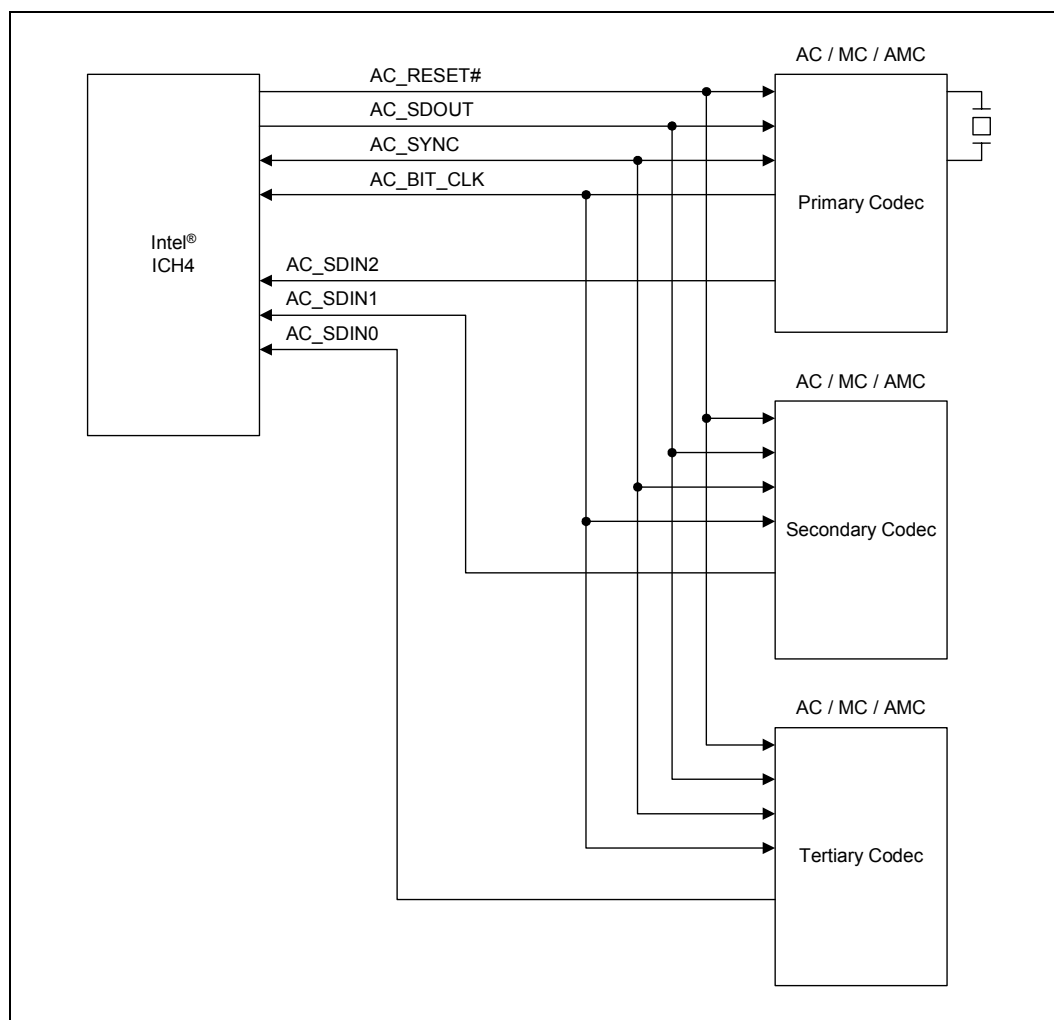 AC / MC / AMC
AC_RESET#
AC_SDOUT
AC_SYNC
AC_BIT_CLK
Primary Codec
Intel®
ICH4
AC_SDIN2
AC_SDIN1
AC_SDIN0
AC / MC / AMC
Secondary Codec
AC / MC / AMC
Tertiary Codec